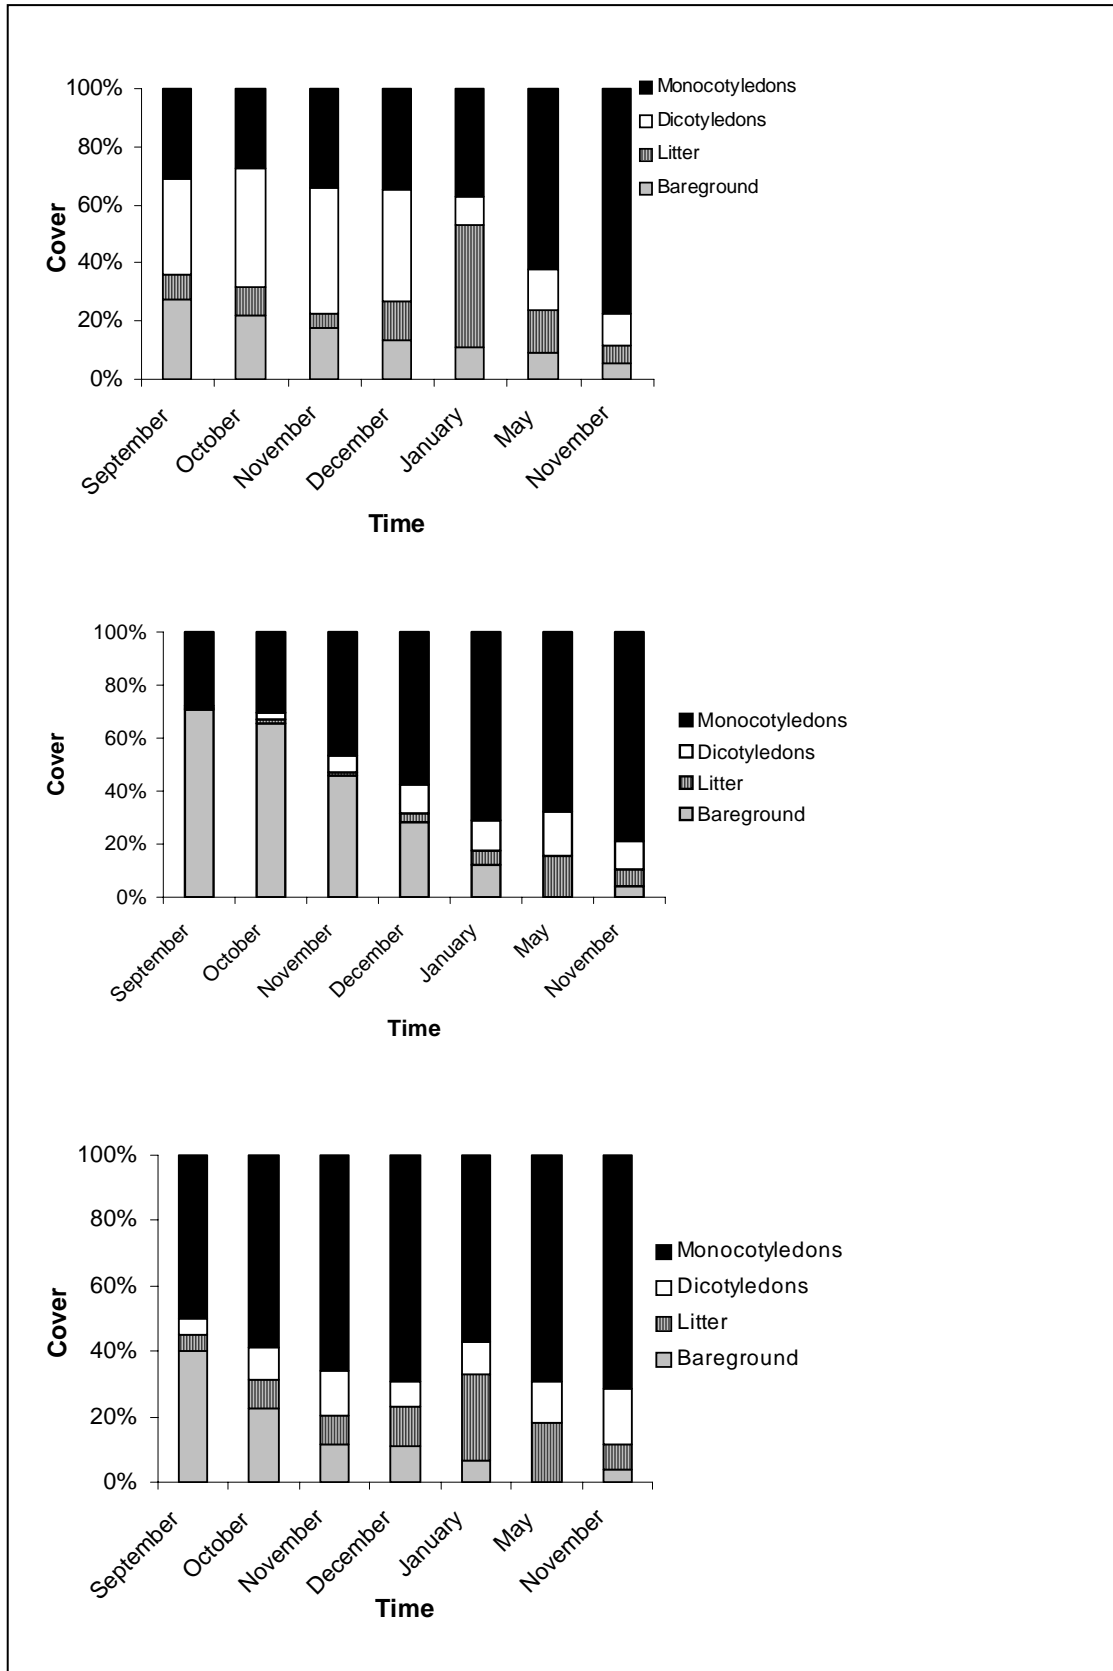 100%
80%
60%
40%
20%
0%
Cover
September
October
November
December
January
May
November
Time
Monocotyledons
Dicotyledons
Litter
Bareground
100%
80%
60%
40%
20%
0%
Cover
September
October
November
December
January
May
November
Time
Monocotyledons
Dicotyledons
Litter
Bareground
100%
80%
60%
40%
20%
0%
Cover
September
October
November
December
January
May
November
Time
Monocotyledons
Dicotyledons
Litter
Bareground